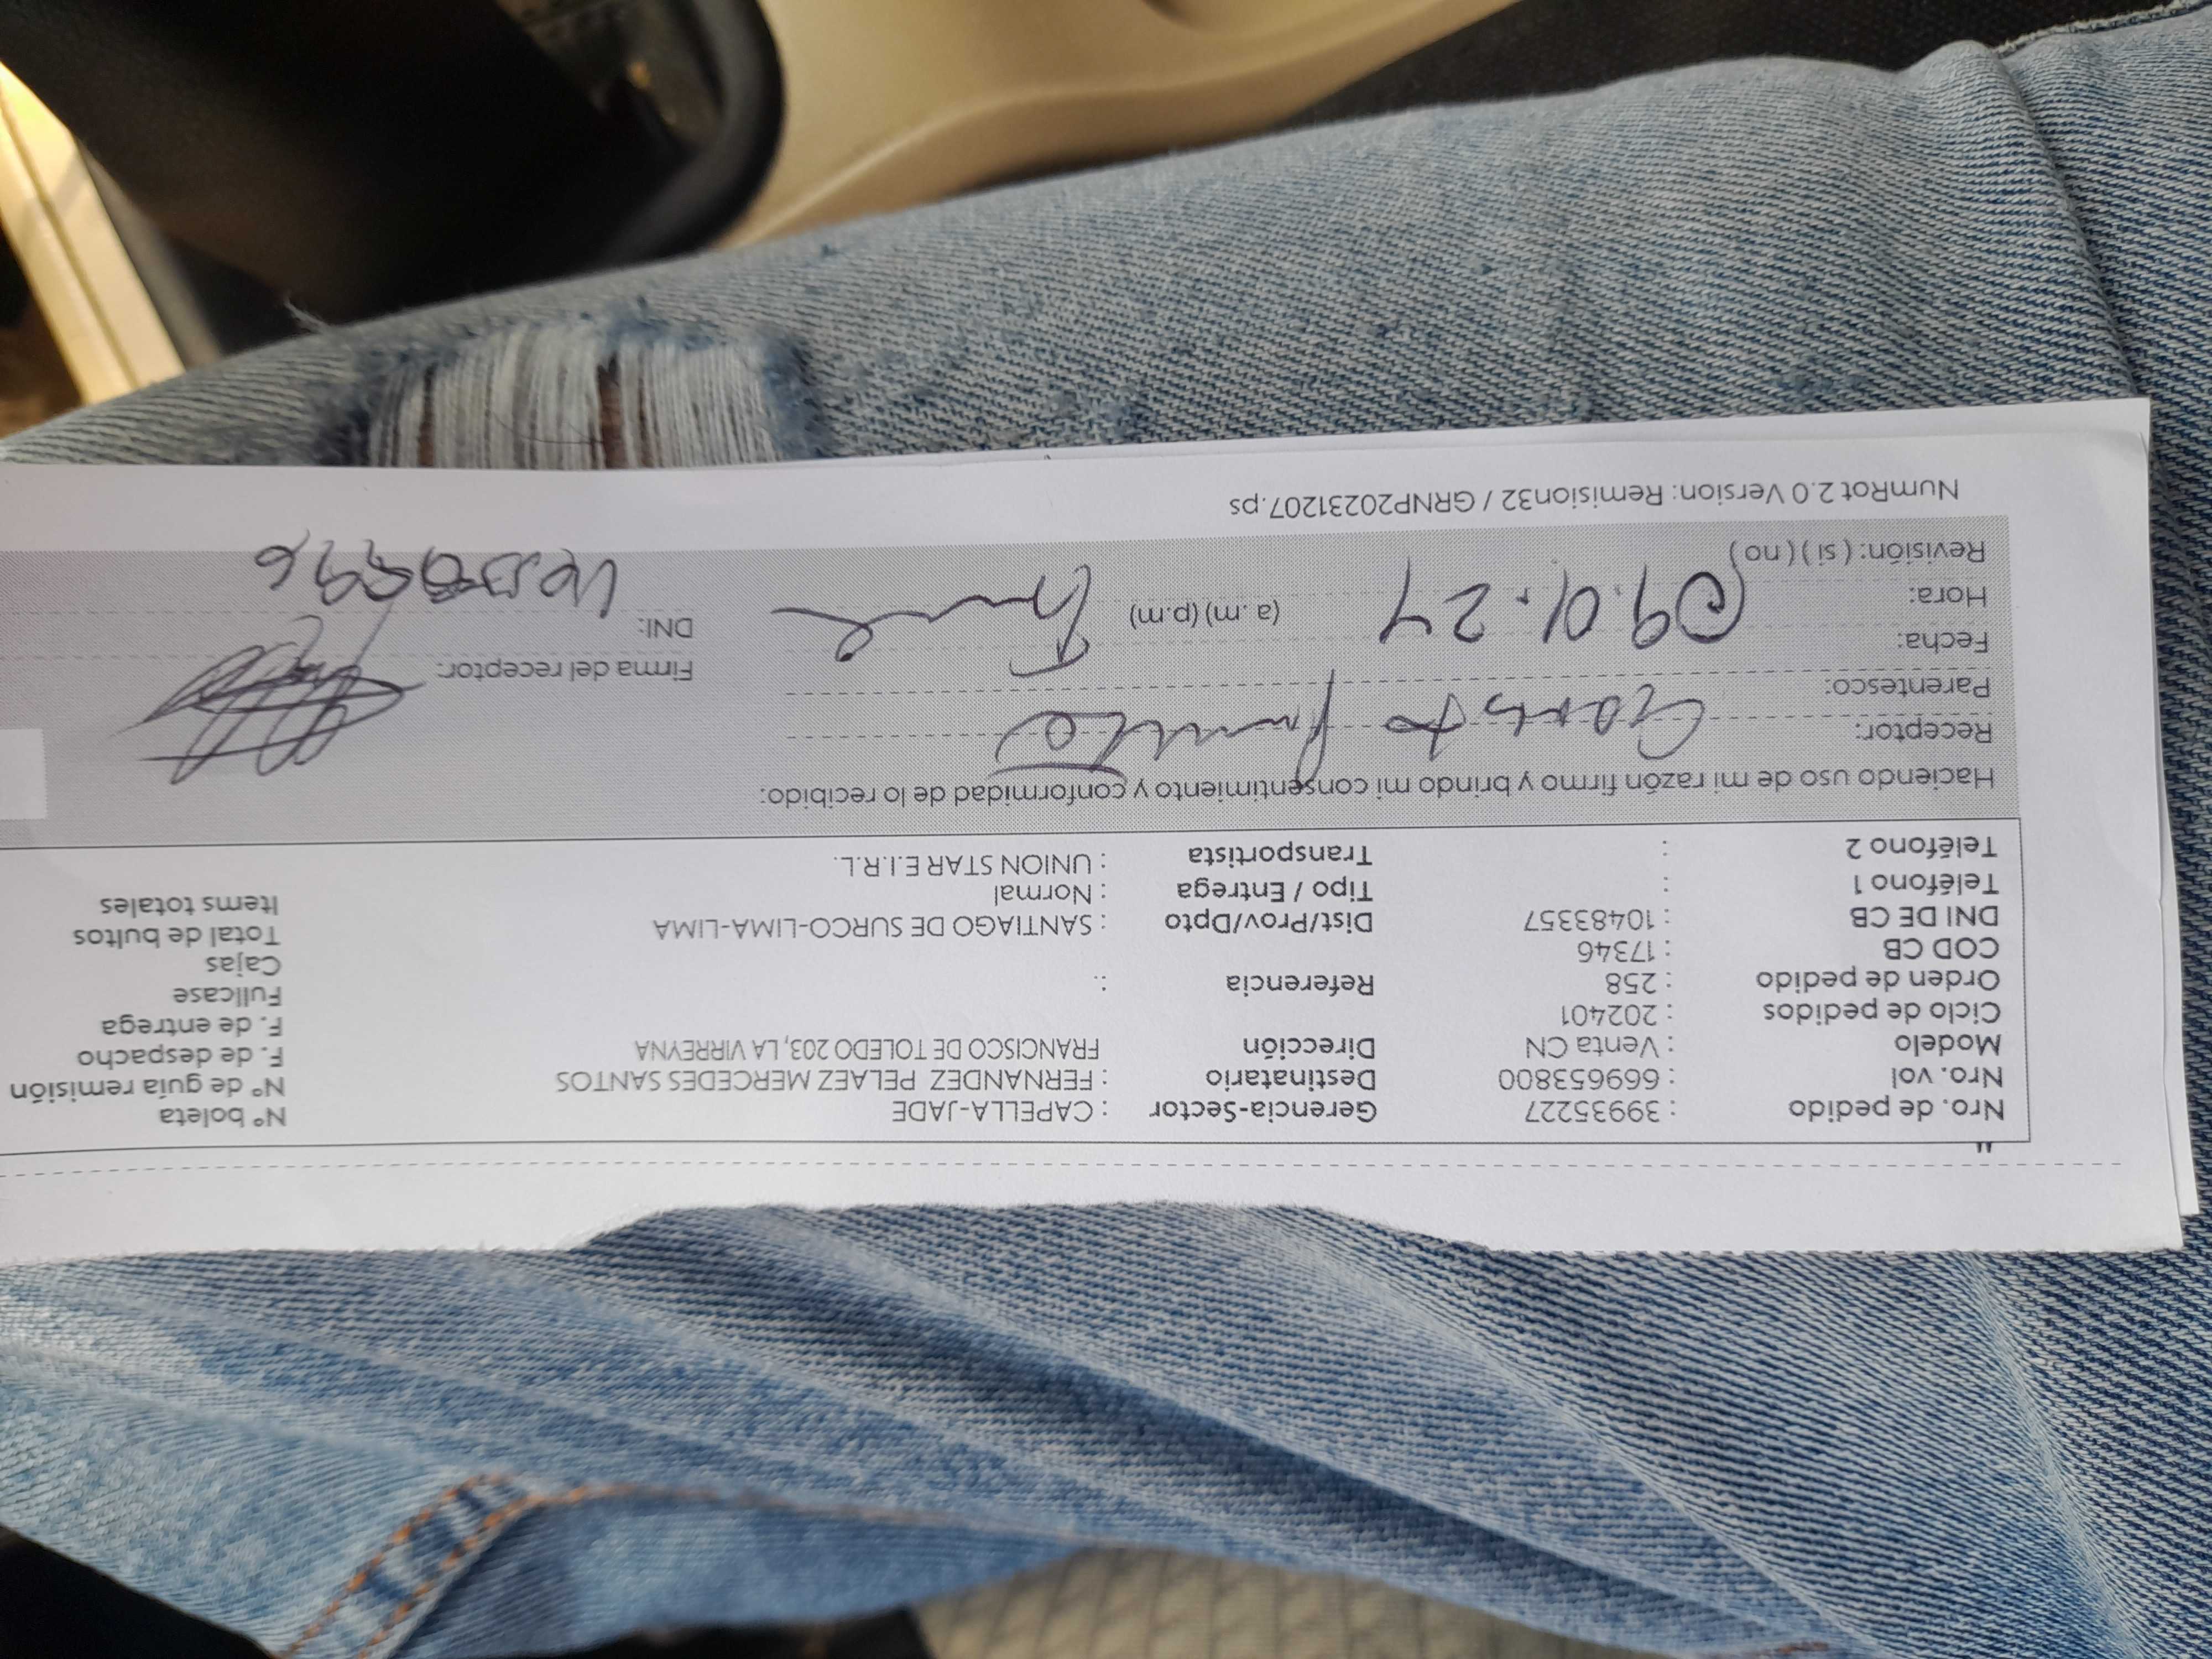 Nro. de pedido : 39935227 Gerencia-Sector : CAPELLA-JADE N° boleta
Nro. vol : 669653800 Destinatario : FERNANDEZ PELAEZ MERCEDES SANTOS N° de guía remisión
Modelo : Venta CN Dirección FRANCISCO DE TOLEDO 203, LA VIRREYNA F. de despacho
Ciclo de pedidos : 202401 F. de entrega
Orden de pedido : 258 Referencia : Fullcase
COD CB : 17346 Cajas
DNI DE CB : 10483357 Dist/Prov/Dpto : SANTIAGO DE SURCO-LIMA-LIMA Total de bultos
Teléfono 1 : Tipo / Entrega : Normal Items totales
Teléfono 2 : Transportista : UNION STAR E.I.R.L.
Haciendo uso de mi razón firmo y brindo mi consentimiento y conformidad de lo recibido:
Receptor:
Parentesco:
Firma del receptor:
Fecha: 09.01.24
Hora: (a.m) (p.m) DNI:
Revisión: ( si ) ( no )
NumRot 2.0 Version: Remision32 / GRNP20231207.ps